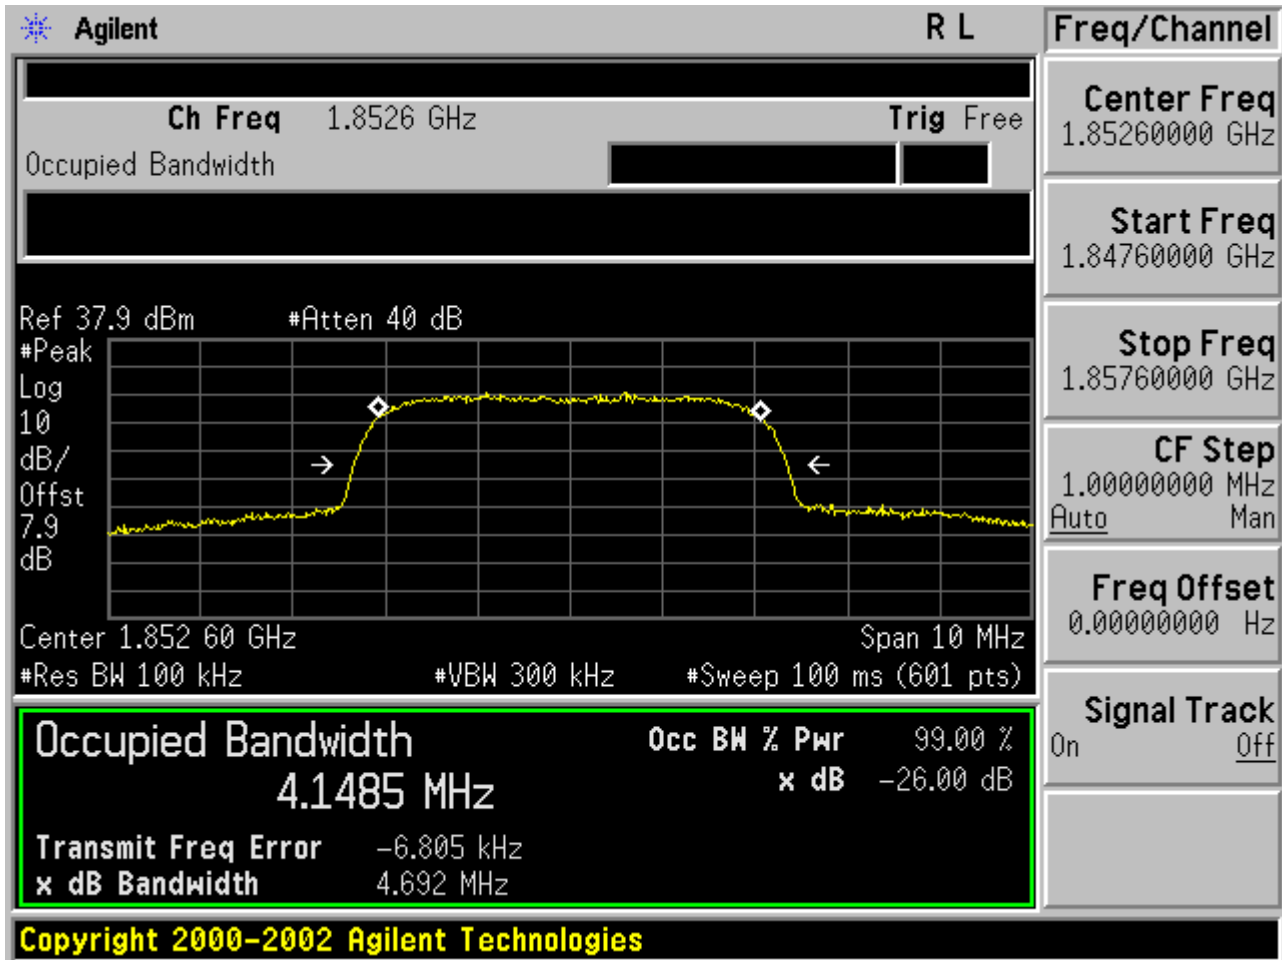 Agilent
R L
Freq/Channel
Ch Freq 1.8526 GHz
Trig Free
Occupied Bandwidth
Center Freq
1.85260000 GHz
Start Freq
1.84760000 GHz
Stop Freq
1.85760000 GHz
CF Step
1.00000000 MHz
Auto Man
Freq Offset
0.00000000 Hz
Signal Track
On Off
Ref 37.9 dBm #Atten 40 dB
#Peak
Log
10
dB/
Offst
7.9
dB
Center 1.852 60 GHz Span 10 MHz
#Res BW 100 kHz #VBW 300 kHz #Sweep 100 ms (601 pts)
Occupied Bandwidth
4.1485 MHz
Occ BW % Pwr 99.00 %
x dB -26.00 dB
Transmit Freq Error -6.805 kHz
x dB Bandwidth 4.692 MHz
Copyright 2000-2002 Agilent Technologies